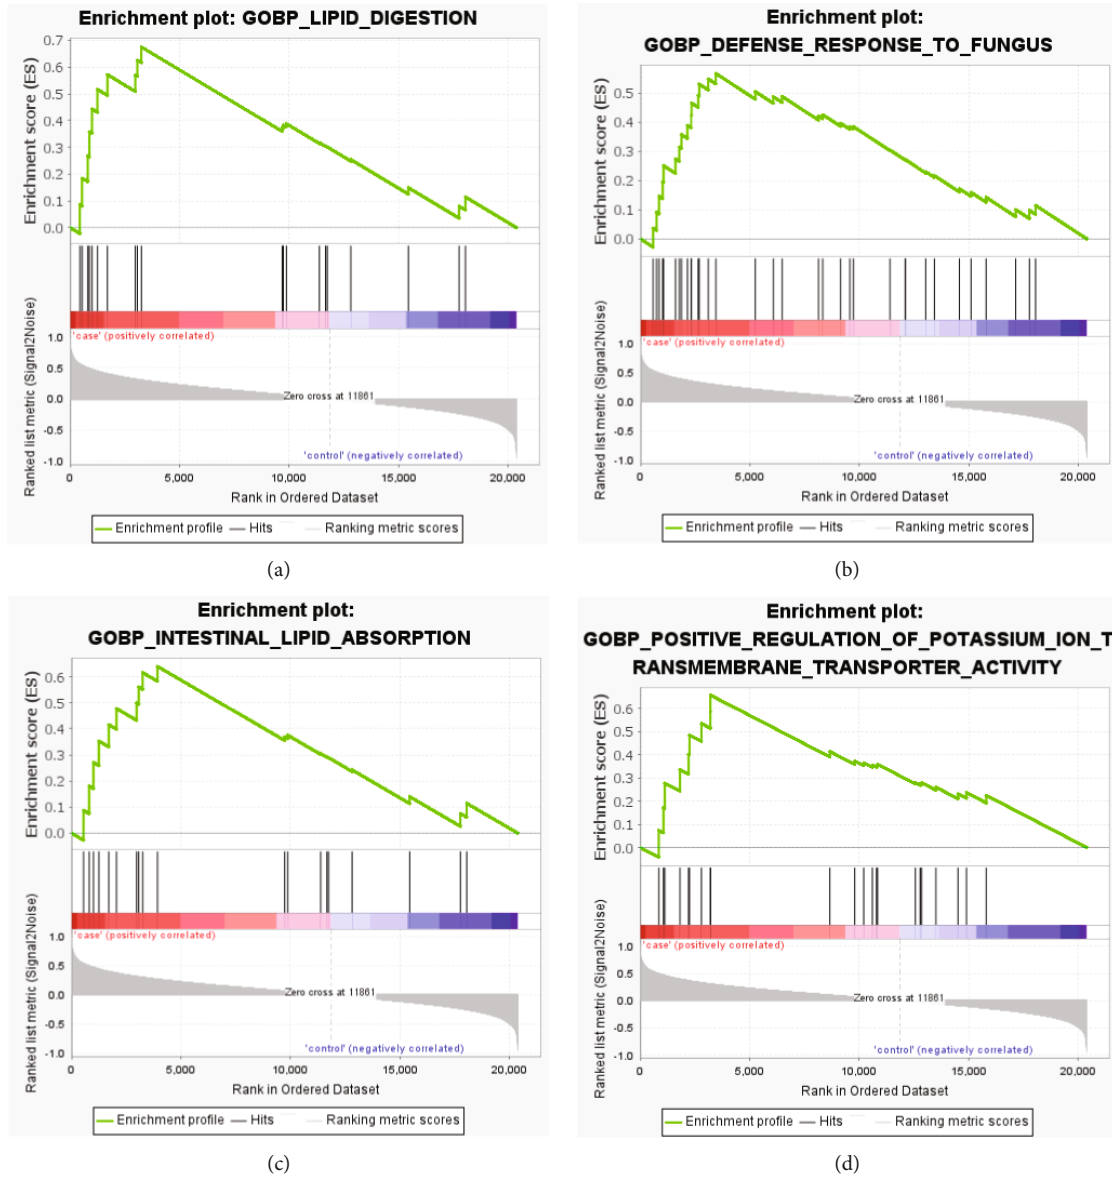 Enrichment plot: GOBP_LIPID_DIGESTION
Enrichment score (ES)
0.7
0.6
0.5
0.4
0.3
0.2
0.1
0.0
'case' (positively correlated)
Ranked list metric (Signal2Noise)
1.0
0.5
0.0
-0.5
-1.0
Zero cross at 11861
'control' (negatively correlated)
0
5,000
10,000
15,000
20,000
Rank in Ordered Dataset
Enrichment profile
Hits
Ranking metric scores
(a)
Enrichment plot:
GOBP_DEFENSE_RESPONSE_TO_FUNGUS
Enrichment score (ES)
0.5
0.4
0.3
0.2
0.1
0.0
'case' (positively correlated)
Ranked list metric (Signal2Noise)
1.0
0.5
0.0
-0.5
-1.0
Zero cross at 11861
'control' (negatively correlated)
0
5,000
10,000
15,000
20,000
Rank in Ordered Dataset
Enrichment profile
Hits
Ranking metric scores
(b)
Enrichment plot:
GOBP_INTESTINAL_LIPID_ABSORPTION
Enrichment score (ES)
0.6
0.5
0.4
0.3
0.2
0.1
0.0
'case' (positively correlated)
Ranked list metric (Signal2Noise)
1.0
0.5
0.0
-0.5
-1.0
Zero cross at 11861
'control' (negatively correlated)
0
5,000
10,000
15,000
20,000
Rank in Ordered Dataset
Enrichment profile
Hits
Ranking metric scores
(c)
Enrichment plot:
GOBP_POSITIVE_REGULATION_OF_POTASSIUM_ION_T
RANSMEMBRANE_TRANSPORTER_ACTIVITY
Enrichment score (ES)
0.6
0.5
0.4
0.3
0.2
0.1
0.0
'case' (positively correlated)
Ranked list metric (Signal2Noise)
1.0
0.5
0.0
-0.5
-1.0
Zero cross at 11861
'control' (negatively correlated)
0
5,000
10,000
15,000
20,000
Rank in Ordered Dataset
Enrichment profile
Hits
Ranking metric scores
(d)